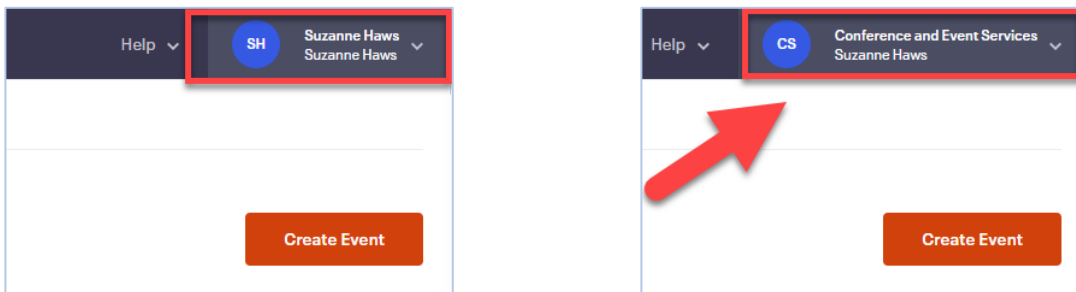 Help
SH
Suzanne Haws
Suzanne Haws
Create Event
Help
CS
Conference and Event Services
Suzanne Haws
Create Event